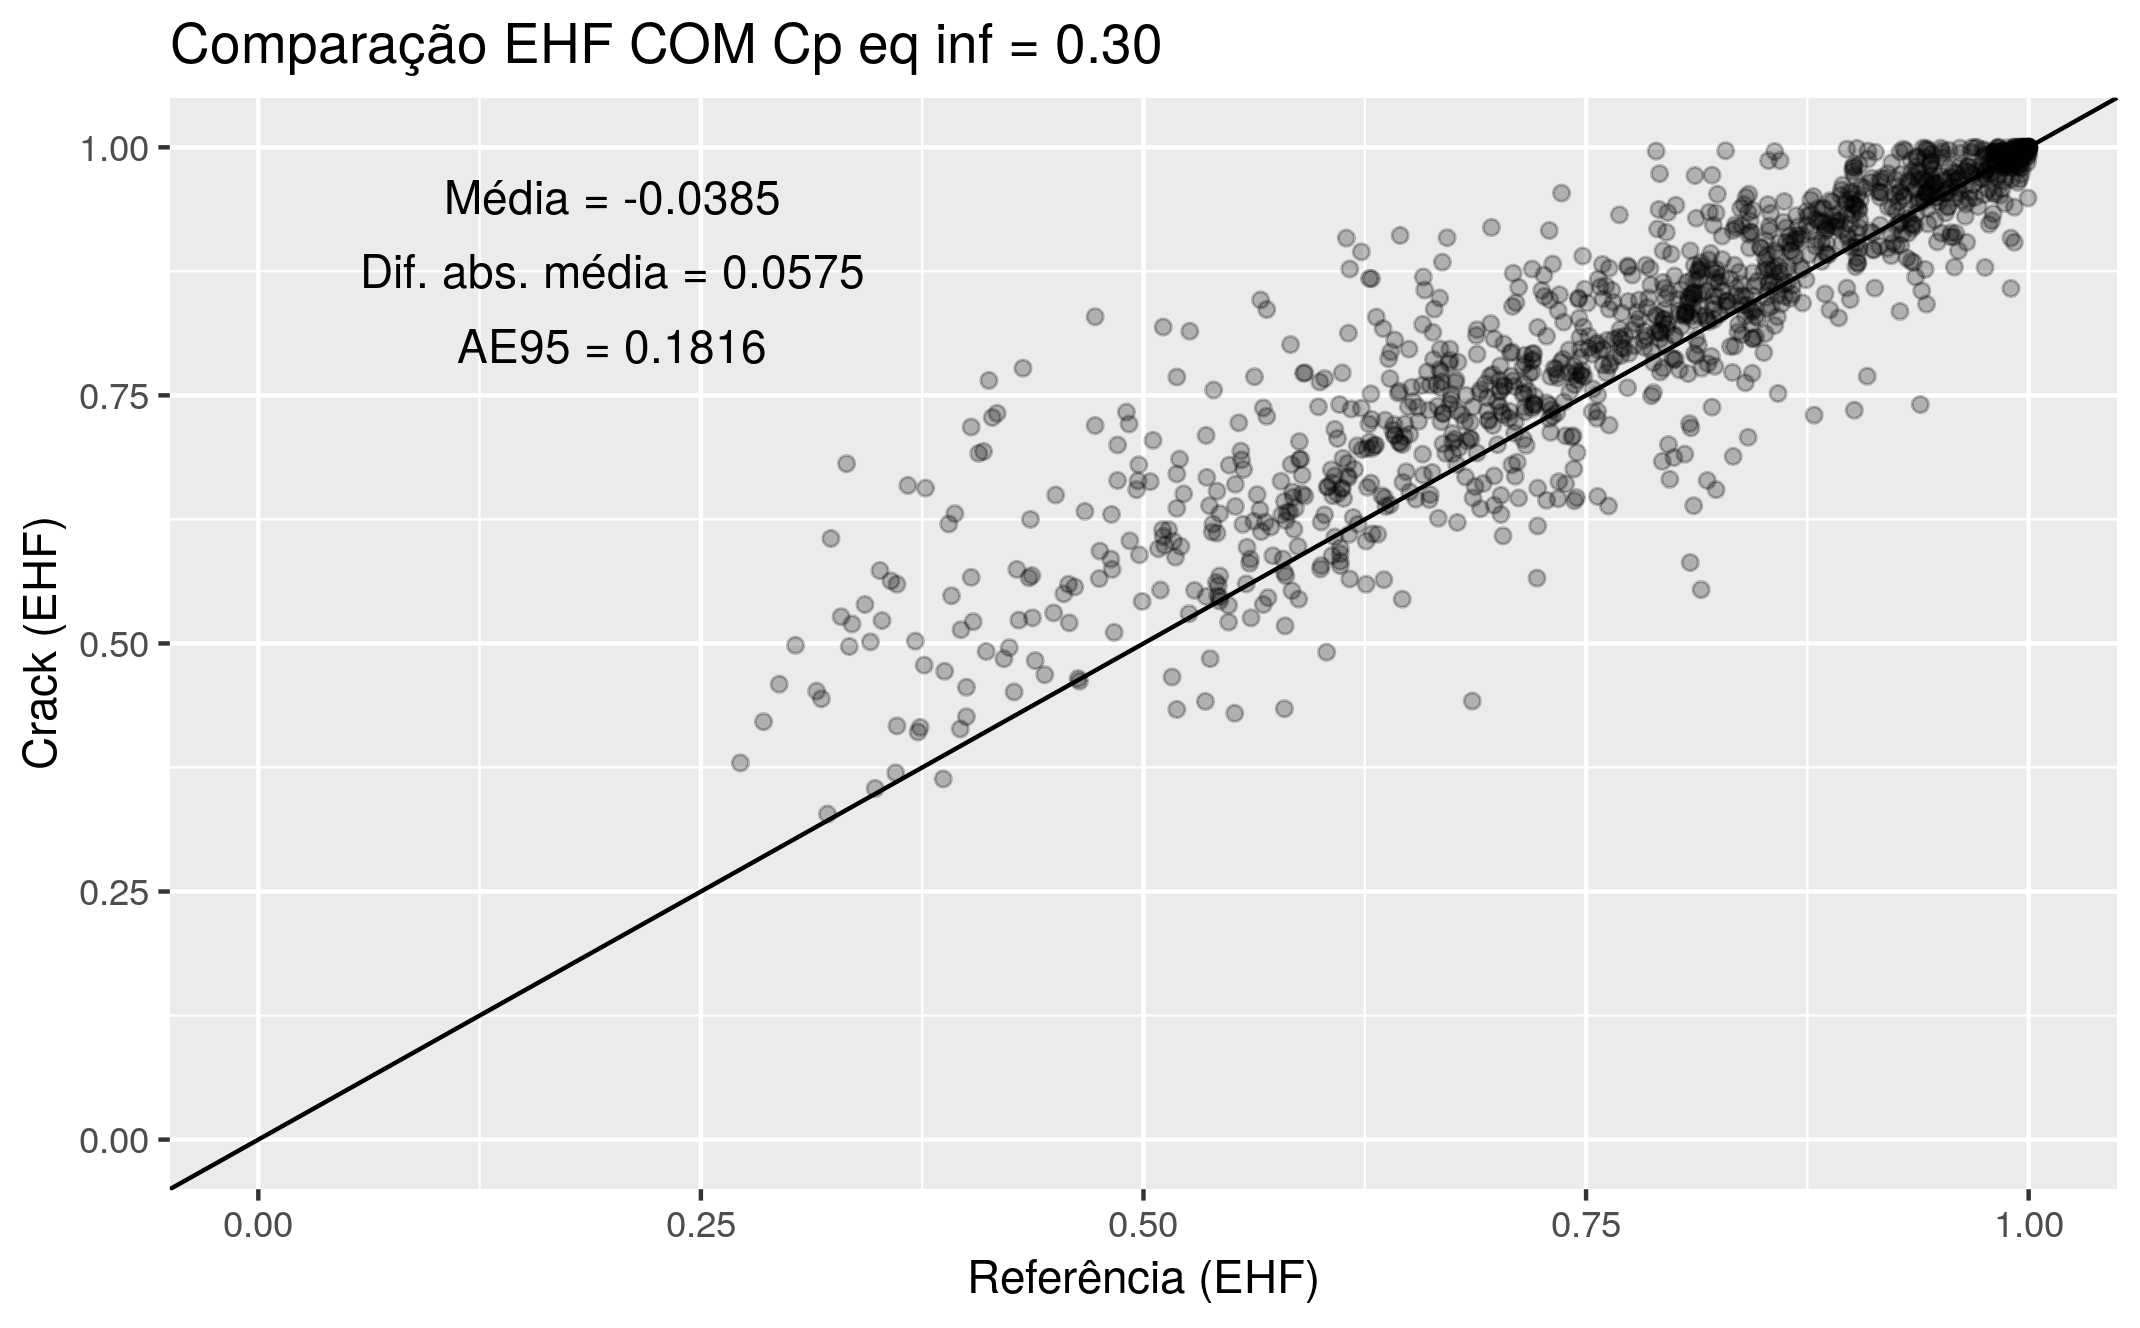 Comparação EHF COM Cp eq inf = 0.30
Média = -0.0385
Dif. abs. média = 0.0575
AE95 = 0.1816
Crack (EHF)
1.00
0.75
0.50
0.25
0.00
0.00 0.25 0.50 0.75 1.00
Referência (EHF)